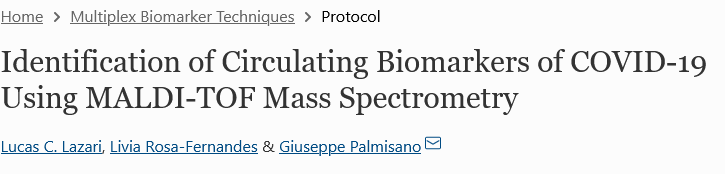 Home > Multiplex Biomarker Techniques > Protocol
Identification of Circulating Biomarkers of COVID-19
Using MALDI-TOF Mass Spectrometry
Lucas C. Lazari, Livia Rosa-Fernandes & Giuseppe Palmisano